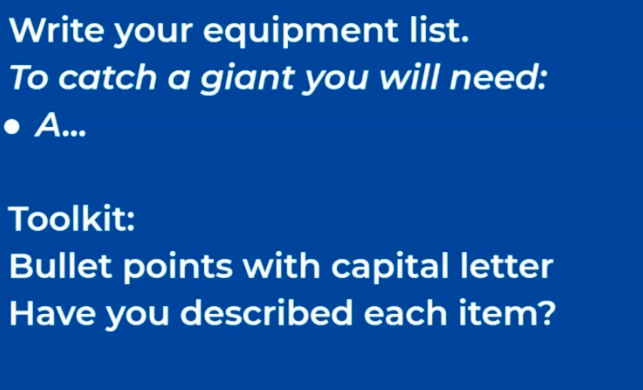 Write your equipment list.
To catch a giant you will need:
• A...
Toolkit:
Bullet points with capital letter
Have you described each item?